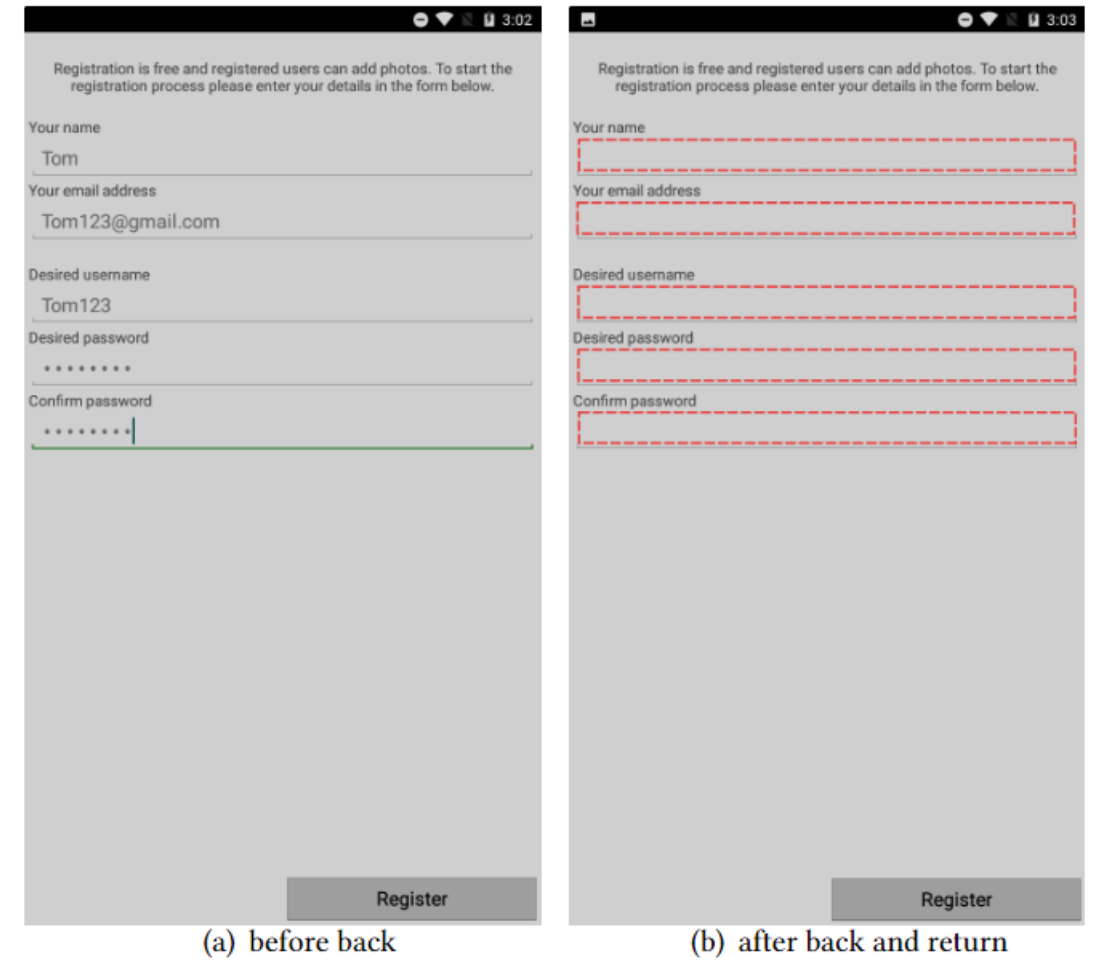 3:02
Registration is free and registered users can add photos. To start the
registration process please enter your details in the form below.
Your name
Tom
Your email address
Tom123@gmail.com
Desired username
Tom123
Desired password
••••••••
Confirm password
••••••••
Register
(a) before back
3:03
Registration is free and registered users can add photos. To start the
registration process please enter your details in the form below.
Your name
Your email address
Desired username
Desired password
Confirm password
Register
(b) after back and return